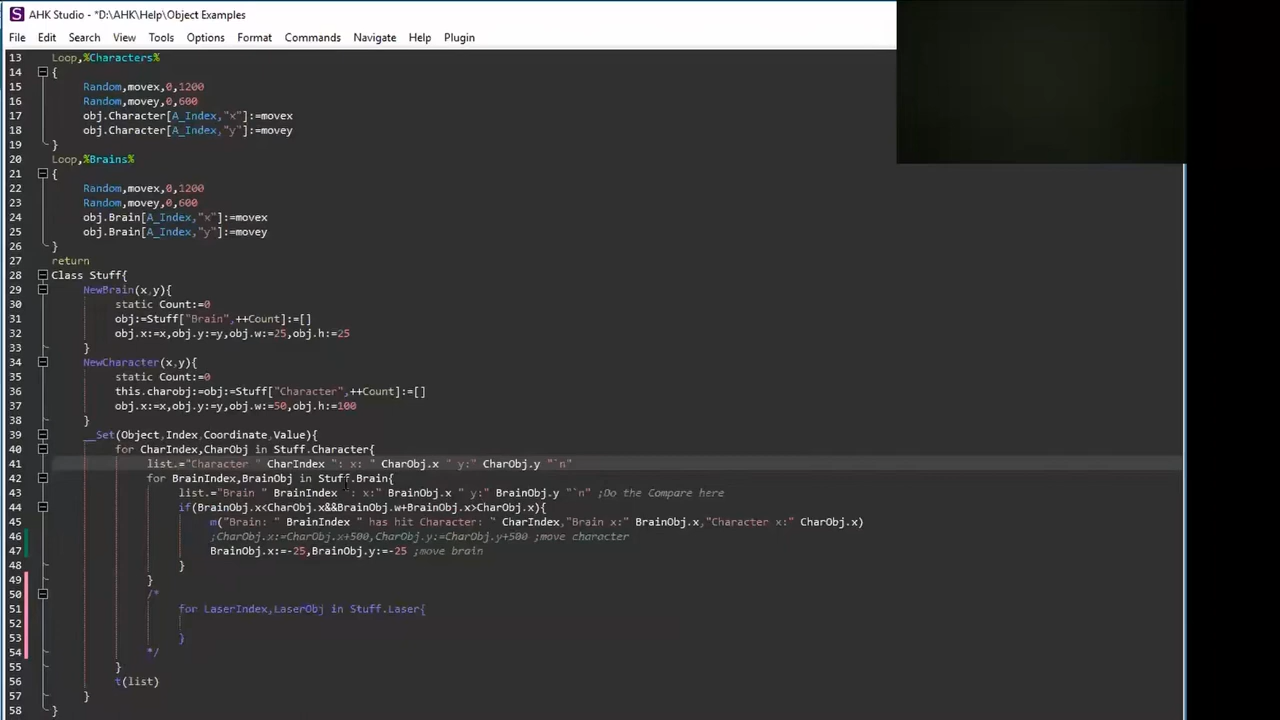 AHK Studio - *D:\AHK\Help\Object Examples
File Edit Search View Tools Options Format Commands Navigate Help Plugin
13 Loop,%Characters%
14 {
15 Random,movex,0,1200
16 Random,movey,0,600
17 obj.Character[A_Index,"x"]:=movex
18 obj.Character[A_Index,"y"]:=movey
19 }
20 Loop,%Brains%
21 {
22 Random,movex,0,1200
23 Random,movey,0,600
24 obj.Brain[A_Index,"x"]:=movex
25 obj.Brain[A_Index,"y"]:=movey
26 }
27 return
28 Class Stuff{
29 NewBrain(x,y){
30 static Count:=0
31 obj:=Stuff["Brain",++Count]:=[]
32 obj.x:=x,obj.y:=y,obj.w:=25,obj.h:=25
33 }
34 NewCharacter(x,y){
35 static Count:=0
36 this.charobj:=obj:=Stuff["Character",++Count]:=[]
37 obj.x:=x,obj.y:=y,obj.w:=50,obj.h:=100
38 }
39 __Set(Object,Index,Coordinate,Value){
40 for CharIndex,CharObj in Stuff.Character{
41 list.="Character " CharIndex ": x: " CharObj.x " y:" CharObj.y "`n"
42 for BrainIndex,BrainObj in Stuff.Brain{
43 list.="Brain " BrainIndex ": x:" BrainObj.x " y:" BrainObj.y "`n" ;Do the Compare here
44 if(BrainObj.x<CharObj.x&&BrainObj.w+BrainObj.x>CharObj.x){
45 m("Brain: " BrainIndex " has hit Character: " CharIndex,"Brain x:" BrainObj.x,"Character x:" CharObj.x)
46 ;CharObj.x:=CharObj.x+500,CharObj.y:=CharObj.y+500 ;move character
47 BrainObj.x:=-25,BrainObj.y:=-25 ;move brain
48 }
49 }
50 /*
51 for LaserIndex,LaserObj in Stuff.Laser{
52
53 }
54 */
55 }
56 t(list)
57 }
58 }